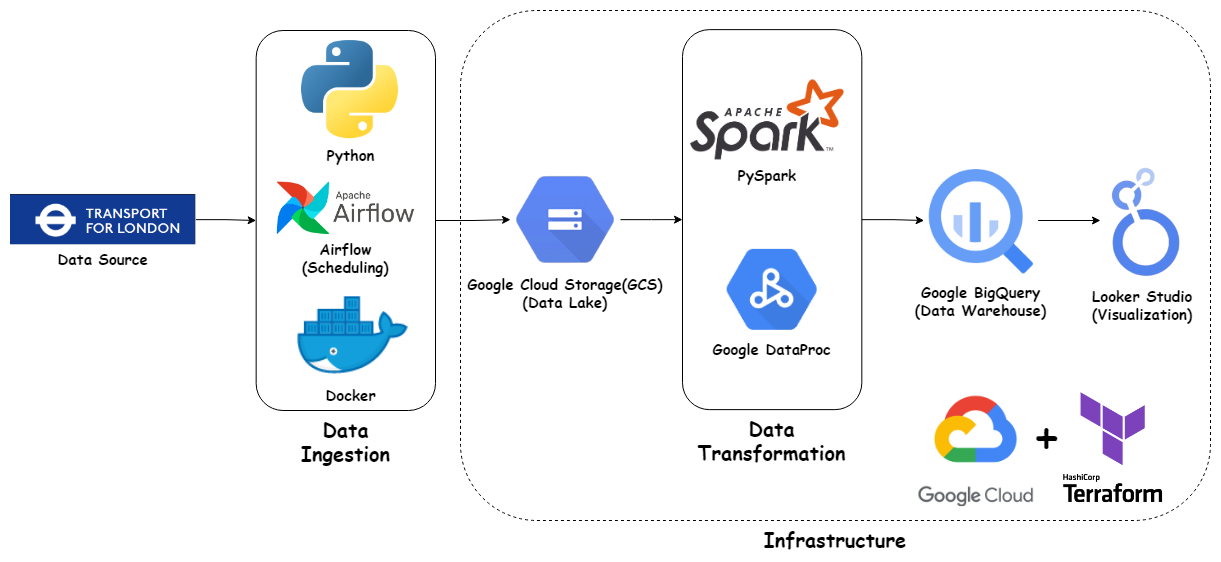 TRANSPORT
FOR LONDON
Data Source
Python
Apache
Airflow
Airflow
(Scheduling)
Docker
Data
Ingestion
Google Cloud Storage(GCS)
(Data Lake)
APACHE
Spark™
PySpark
Google DataProc
Data
Transformation
Google BigQuery
(Data Warehouse)
Looker Studio
(Visualization)
Google Cloud
+
HashiCorp
Terraform
Infrastructure